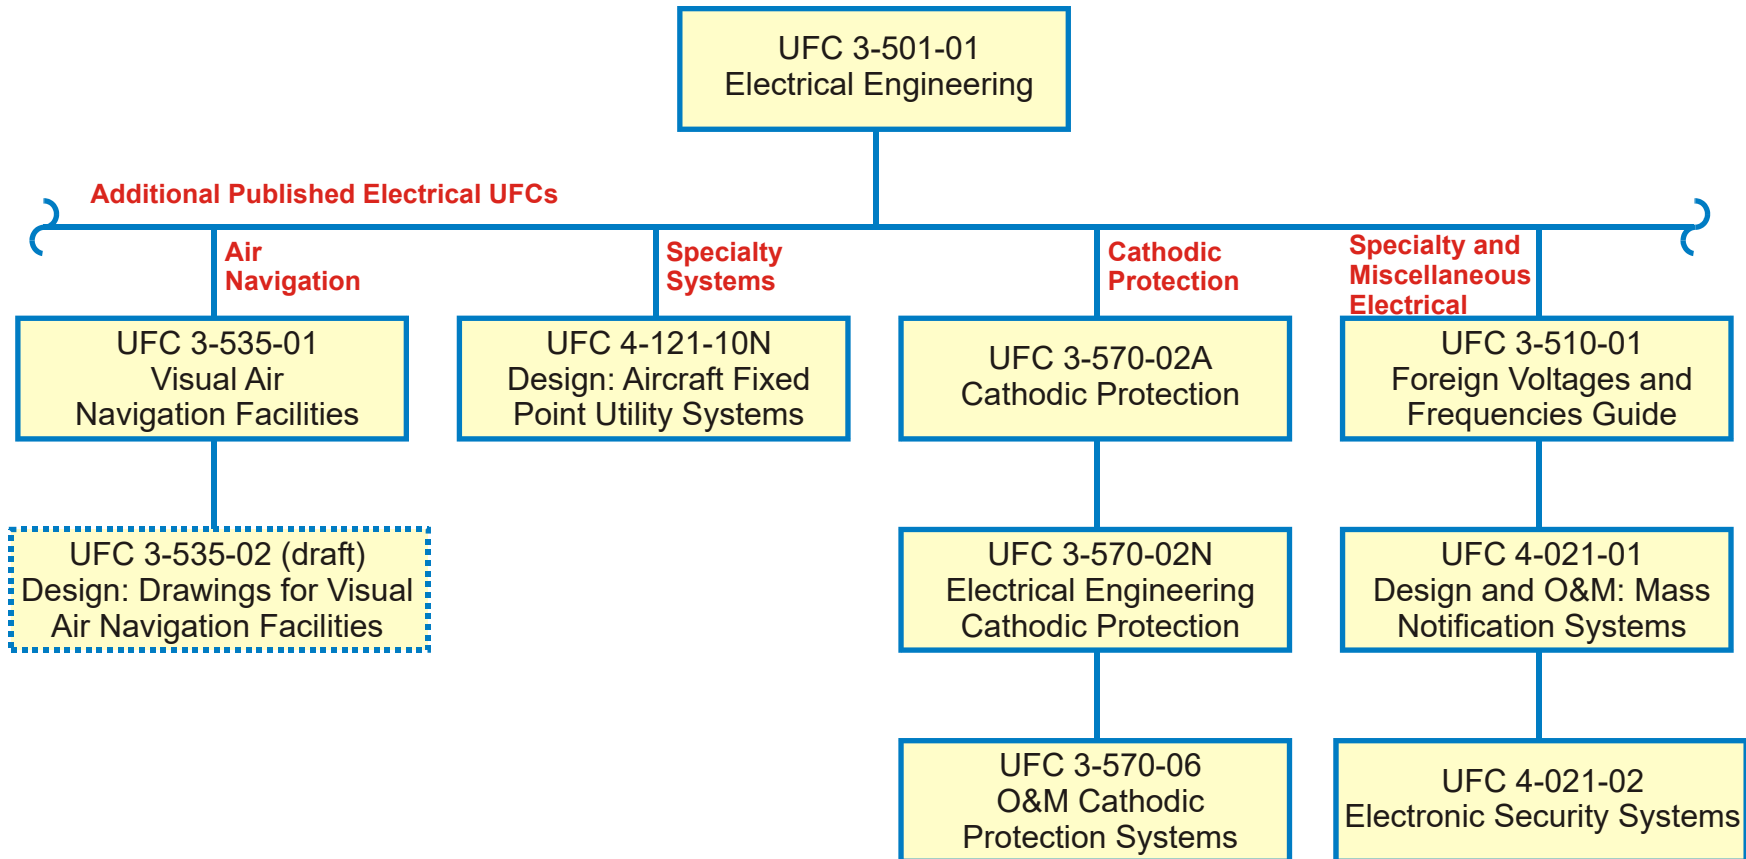 UFC 3-501-01
Electrical Engineering
Additional Published Electrical UFCs
Air
Navigation
Specialty
Systems
Cathodic
Protection
Specialty and
Miscellaneous
Electrical
UFC 3-535-01
Visual Air
Navigation Facilities
UFC 4-121-10N
Design: Aircraft Fixed
Point Utility Systems
UFC 3-570-02A
Cathodic Protection
UFC 3-510-01
Foreign Voltages and
Frequencies Guide
UFC 3-535-02 (draft)
Design: Drawings for Visual
Air Navigation Facilities
UFC 3-570-02N
Electrical Engineering
Cathodic Protection
UFC 4-021-01
Design and O&M: Mass
Notification Systems
UFC 3-570-06
O&M Cathodic
Protection Systems
UFC 4-021-02
Electronic Security Systems